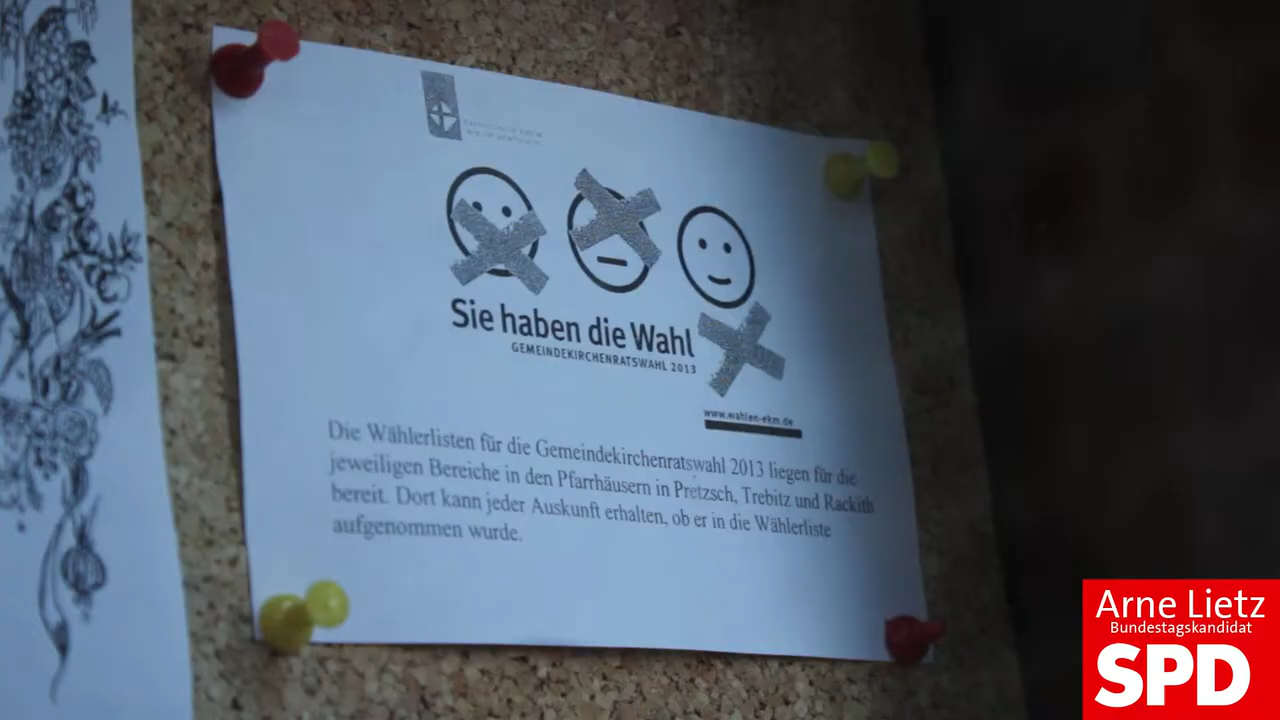 Sie haben die Wahl
GEMEINDEKIRCHENRATSWAHL 2013
www.wahlen-ekm.de
Die Wählerlisten für die Gemeindekirchenratswahl 2013 liegen für die
jeweiligen Bereiche in den Pfarrhäusern in Pretzsch, Trebitz und Rackith
bereit. Dort kann jeder Auskunft erhalten, ob er in die Wählerliste
aufgenommen wurde.
Arne Lietz
Bundestagskandidat
SPD